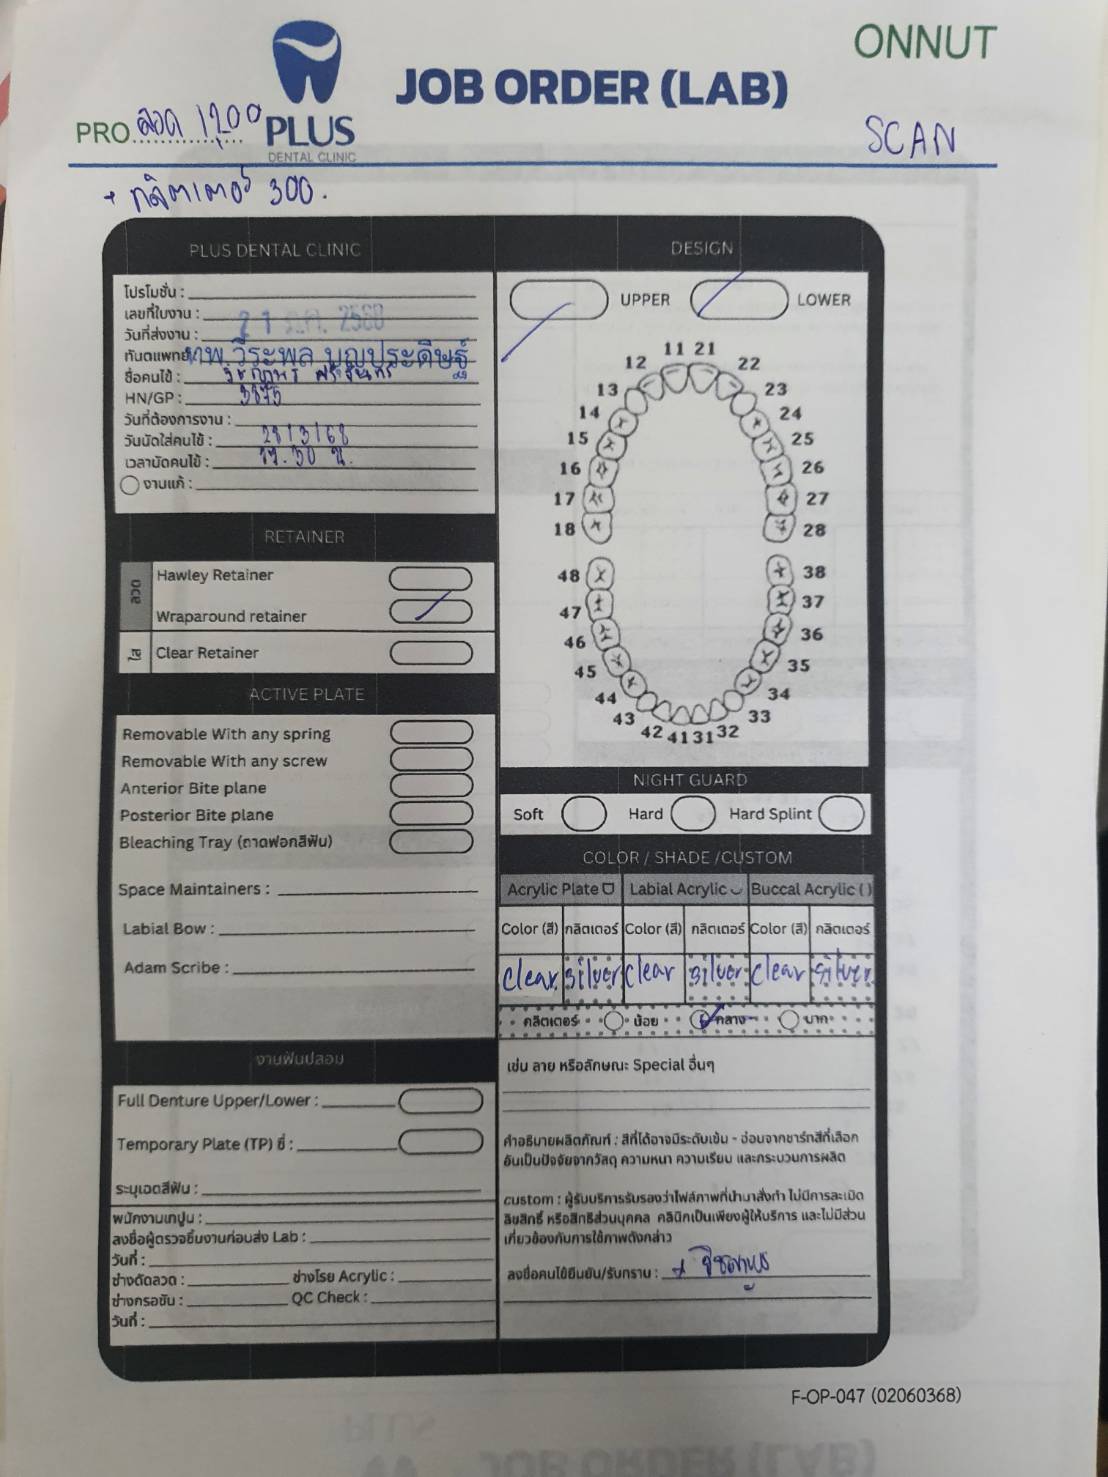 ONNUT
JOB ORDER (LAB)
PRO. ลวด 1200
PLUS
DENTAL CLINIC
SCAN
+ กลิตเตอร์ 300.
PLUS DENTAL CLINIC
โปรโมชั่น :
เลขที่ใบงาน :
วันที่ส่งงาน : 21 2568
ทันตแพทย์ ทพ.วีระพล บุญประดิษฐ์
ชื่อคนไข้ :
HN/GP :
วันที่ต้องการงาน :
วันนัดใส่คนไข้ : 28/3/68
เวลานัดคนไข้ : 19.30 น.
งานแก้ :
DESIGN
UPPER LOWER
11 21
12 22
13 23
14 24
15 25
16 26
17 27
18 28
48 38
47 37
46 36
45 35
44 34
43 33
42 41 31 32
RETAINER
ลวด
Hawley Retainer
Wraparound retainer
ใส
Clear Retainer
ACTIVE PLATE
Removable With any spring
Removable With any screw
Anterior Bite plane
Posterior Bite plane
Bleaching Tray (ถาดฟอกสีฟัน)
Space Maintainers :
Labial Bow :
Adam Scribe :
NIGHT GUARD
Soft Hard Hard Splint
COLOR / SHADE /CUSTOM
Acrylic Plate Labial Acrylic Buccal Acrylic ( )
Color (สี) กลิตเตอร์ Color (สี) กลิตเตอร์ Color (สี) กลิตเตอร์
clear silver clear silver clear silver
กลิตเตอร์ น้อย กลาง มาก
เช่น ลาย หรือลักษณะ Special อื่นๆ
คำอธิบายผลิตภัณฑ์ : สีที่ได้อาจมีระดับเข้ม - อ่อนจากชาร์ทสีที่เลือก
อันเป็นปัจจัยจากวัสดุ ความหนา ความเรียบ และกระบวนการผลิต
custom : ผู้รับบริการรับรองว่าไฟล์ภาพที่นำมาสั่งทำ ไม่มีการละเมิด
ลิขสิทธิ์ หรือสิทธิส่วนบุคคล คลินิกเป็นเพียงผู้ให้บริการ และไม่มีส่วน
เกี่ยวข้องกับการใช้ภาพดังกล่าว
ลงชื่อคนไข้ยืนยัน/รับทราบ :
งานฟันปลอม
Full Denture Upper/Lower :
Temporary Plate (TP) ซี่ :
ระบุเฉดสีฟัน :
พนักงานเทปูน :
ลงชื่อผู้ตรวจชิ้นงานก่อนส่ง Lab :
วันที่ :
ช่างดัดลวด : ช่างโรย Acrylic :
ช่างกรอขัด : QC Check :
วันที่ :
F-OP-047 (02060368)